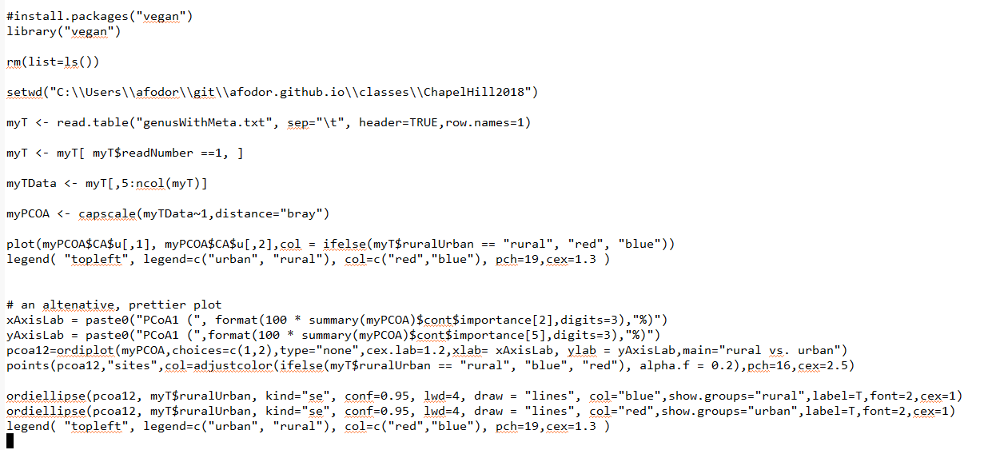 #install.packages("vegan")
library("vegan")
rm(list=ls())
setwd("C:\\Users\\afodor\\git\\afodor.github.io\\classes\\ChapelHill2018")
myT <- read.table("genusWithMeta.txt", sep="\t", header=TRUE,row.names=1)
myT <- myT[ myT$readNumber ==1, ]
myTData <- myT[,5:ncol(myT)]
myPCOA <- capscale(myTData~1,distance="bray")
plot(myPCOA$CA$u[,1], myPCOA$CA$u[,2],col = ifelse(myT$ruralUrban == "rural", "red", "blue"))
legend( "topleft", legend=c("urban", "rural"), col=c("red","blue"), pch=19,cex=1.3 )
# an altenative, prettier plot
xAxisLab = paste0("PCoA1 (", format(100 * summary(myPCOA)$cont$importance[2],digits=3),"%)")
yAxisLab = paste0("PCoA1 (",format(100 * summary(myPCOA)$cont$importance[5],digits=3),"%)")
pcoa12=ordiplot(myPCOA,choices=c(1,2),type="none",cex.lab=1.2,xlab= xAxisLab, ylab = yAxisLab,main="rural vs. urban")
points(pcoa12,"sites",col=adjustcolor(ifelse(myT$ruralUrban == "rural", "blue", "red"), alpha.f = 0.2),pch=16,cex=2.5)
ordiellipse(pcoa12, myT$ruralUrban, kind="se", conf=0.95, lwd=4, draw = "lines", col="blue",show.groups="rural",label=T,font=2,cex=1)
ordiellipse(pcoa12, myT$ruralUrban, kind="se", conf=0.95, lwd=4, draw = "lines", col="red",show.groups="urban",label=T,font=2,cex=1)
legend( "topleft", legend=c("urban", "rural"), col=c("red","blue"), pch=19,cex=1.3 )